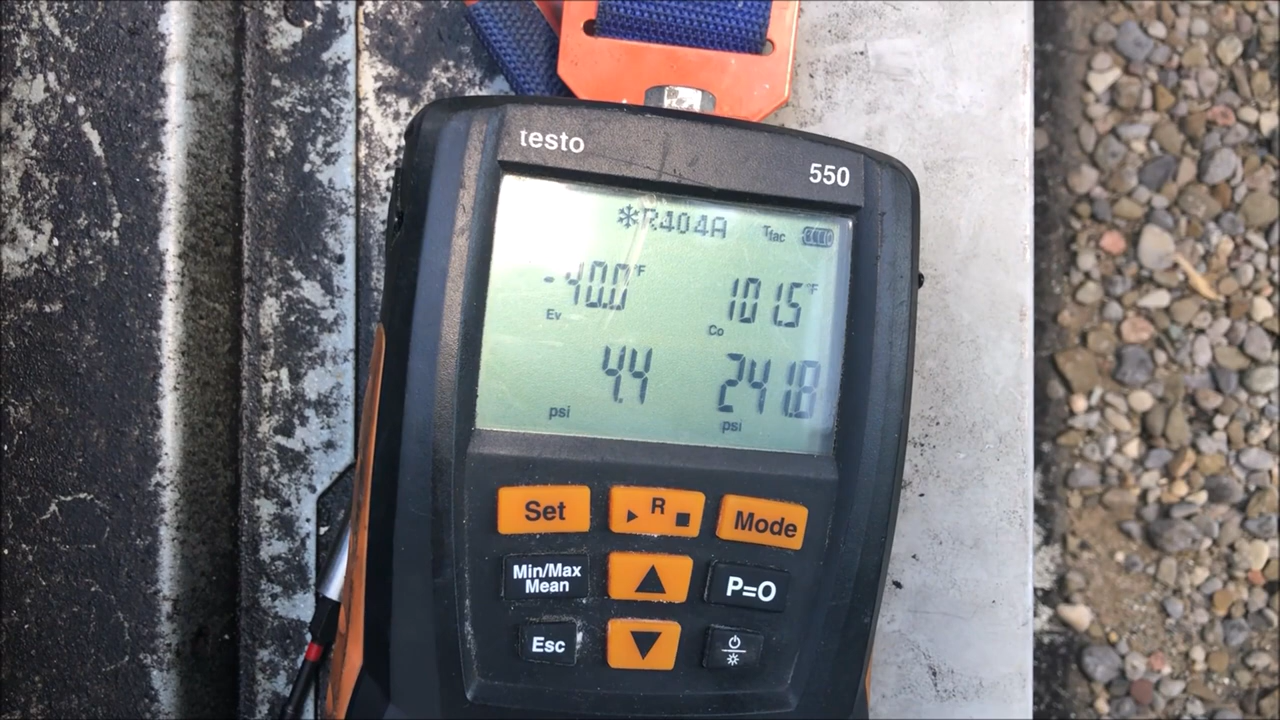 testo
550
R404A Tfac
-40.0°F 101.5°F
Ev Co
4.4 241.8
psi psi
Set R Mode
Min/Max Mean P=O
Esc